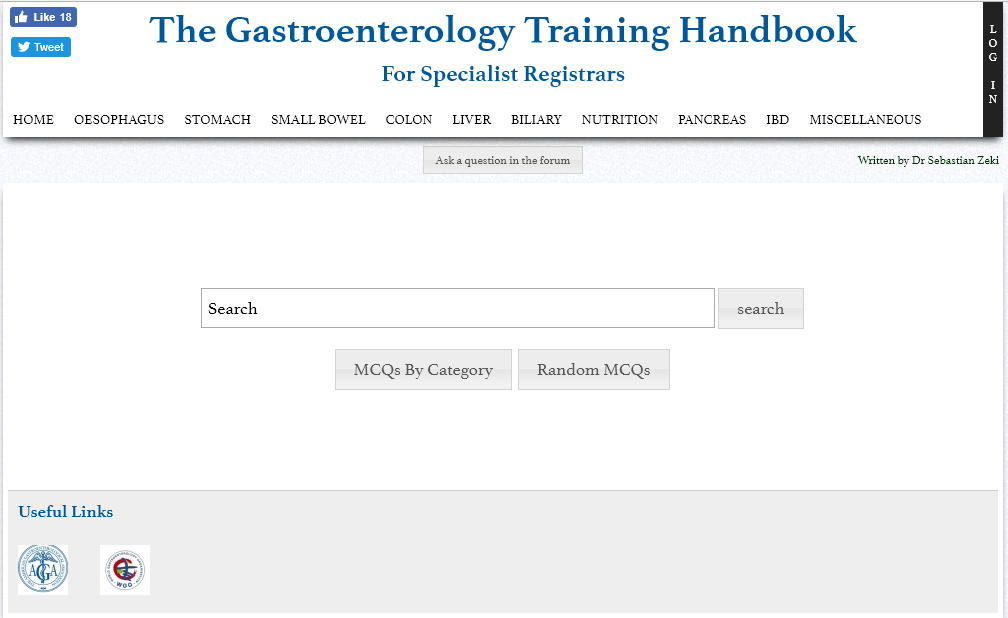 Like 18
Tweet
The Gastroenterology Training Handbook
For Specialist Registrars
LOG IN
HOME OESOPHAGUS STOMACH SMALL BOWEL COLON LIVER BILIARY NUTRITION PANCREAS IBD MISCELLANEOUS
Ask a question in the forum
Written by Dr Sebastian Zeki
Search
search
MCQs By Category
Random MCQs
Useful Links
AGA
WGO